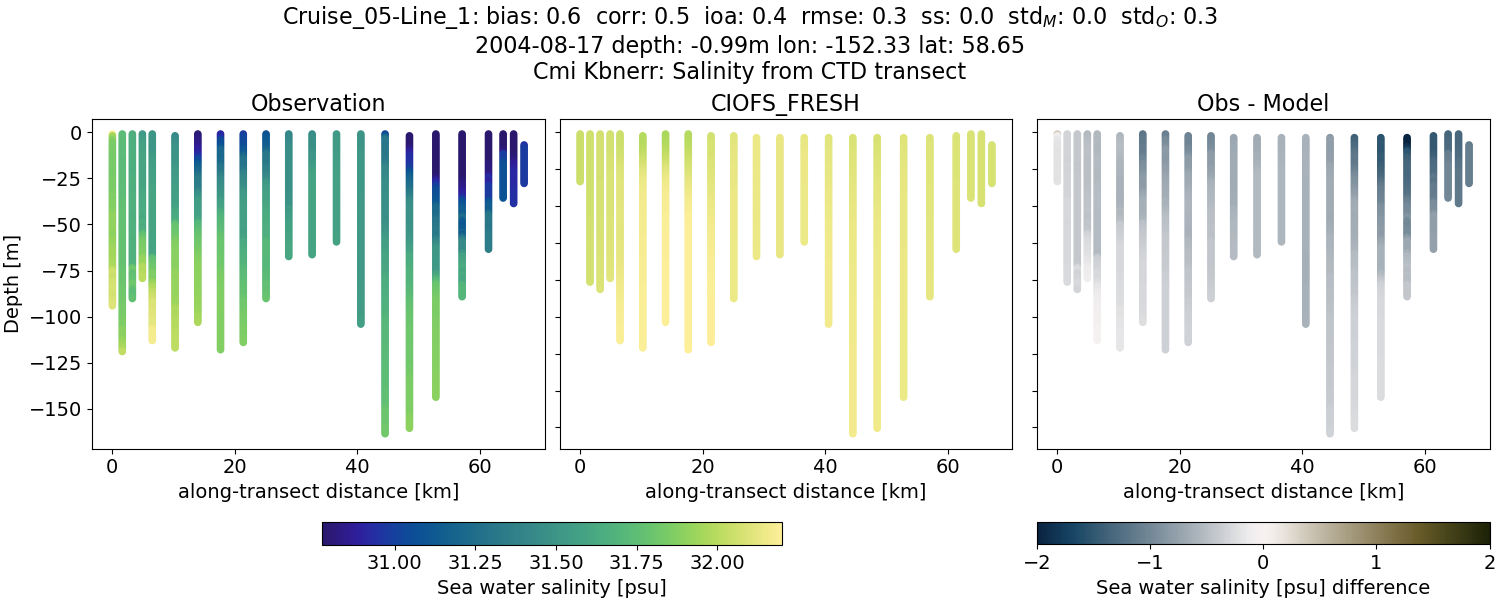 Cruise_05-Line_1: bias: 0.6 corr: 0.5 ioa: 0.4 rmse: 0.3 ss: 0.0 std_M: 0.0 std_O: 0.3
2004-08-17 depth: -0.99m lon: -152.33 lat: 58.65
Cmi Kbnerr: Salinity from CTD transect
Observation
CIOFS_FRESH
Obs - Model
Depth [m]
0
−25
−50
−75
−100
−125
−150
0 20 40 60
0 20 40 60
0 20 40 60
along-transect distance [km]
along-transect distance [km]
along-transect distance [km]
31.00 31.25 31.50 31.75 32.00
Sea water salinity [psu]
−2 −1 0 1 2
Sea water salinity [psu] difference